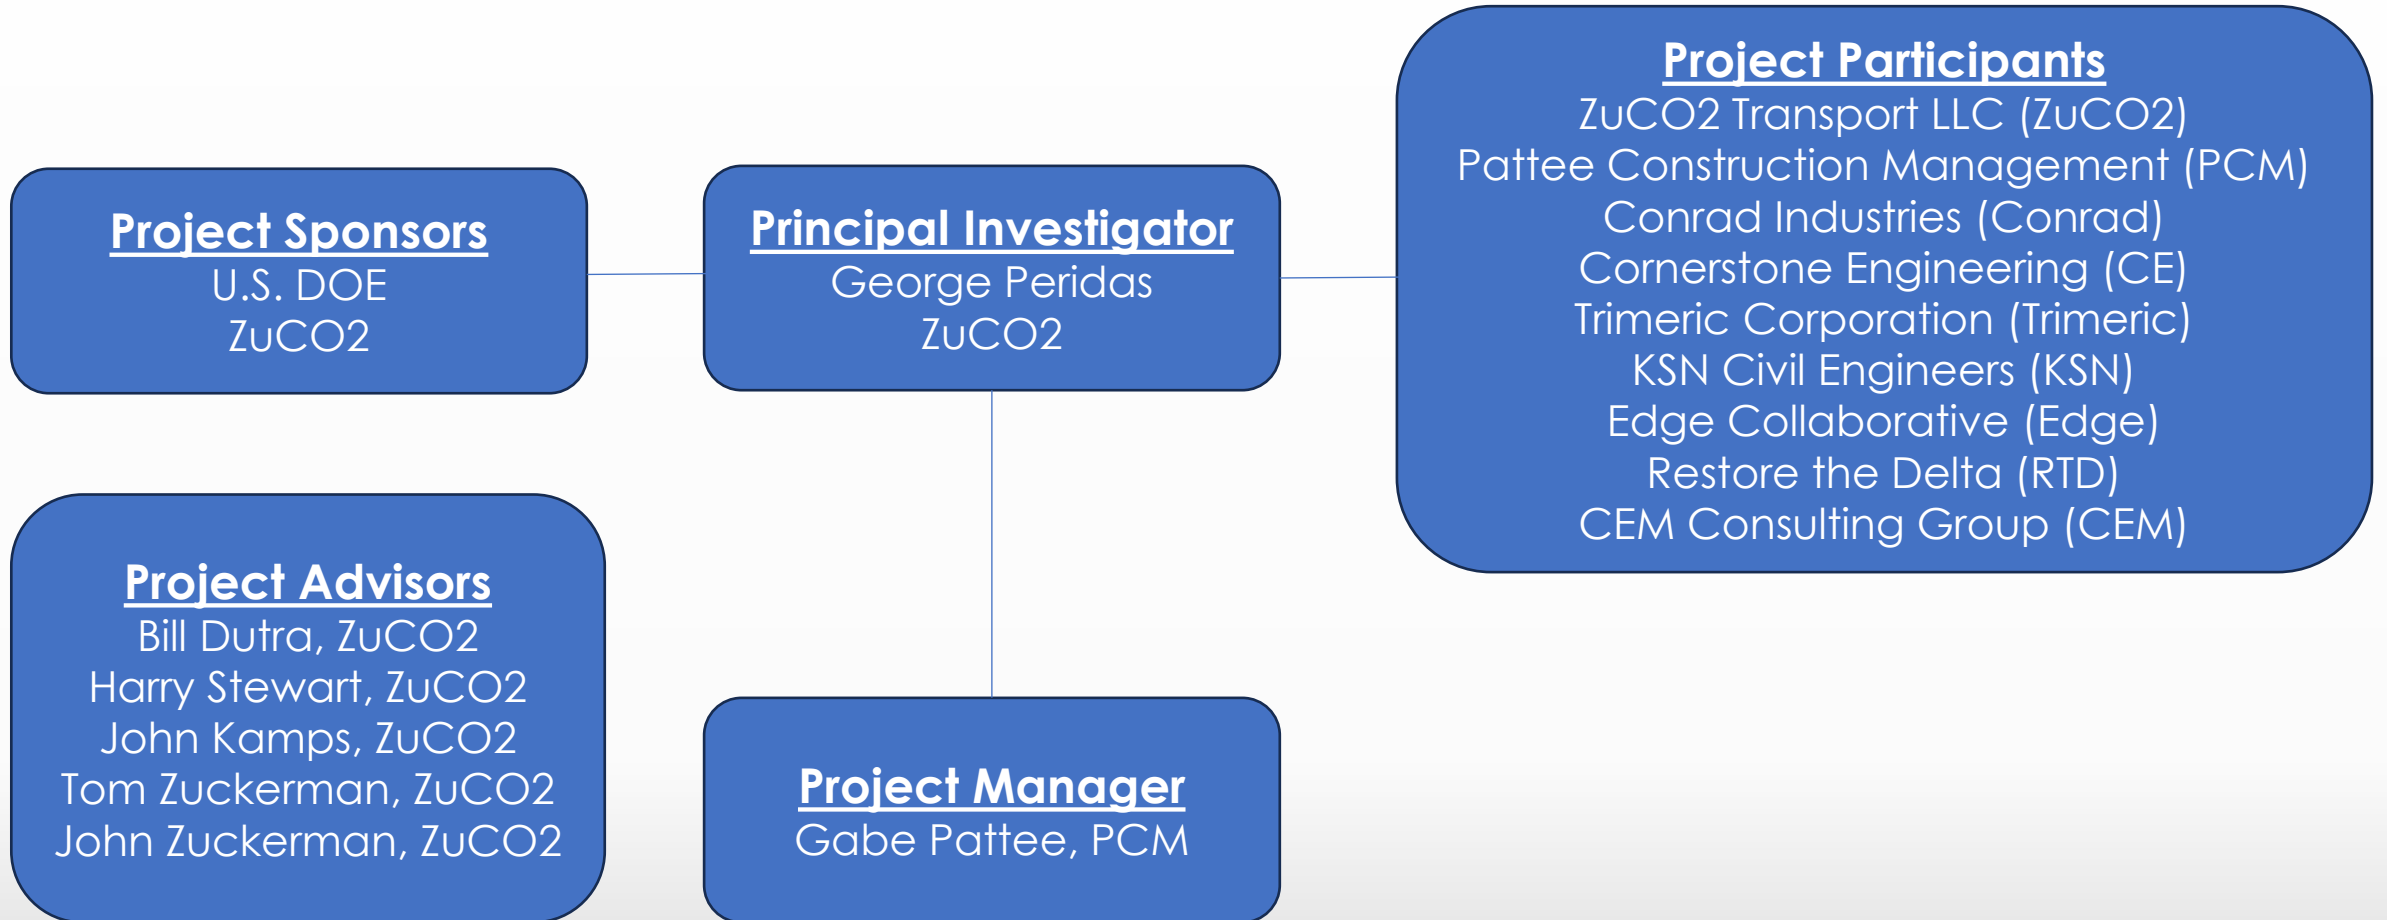 Project Sponsors
U.S. DOE
ZuCO2
Principal Investigator
George Peridas
ZuCO2
Project Participants
ZuCO2 Transport LLC (ZuCO2)
Pattee Construction Management (PCM)
Conrad Industries (Conrad)
Cornerstone Engineering (CE)
Trimeric Corporation (Trimeric)
KSN Civil Engineers (KSN)
Edge Collaborative (Edge)
Restore the Delta (RTD)
CEM Consulting Group (CEM)
Project Advisors
Bill Dutra, ZuCO2
Harry Stewart, ZuCO2
John Kamps, ZuCO2
Tom Zuckerman, ZuCO2
John Zuckerman, ZuCO2
Project Manager
Gabe Pattee, PCM